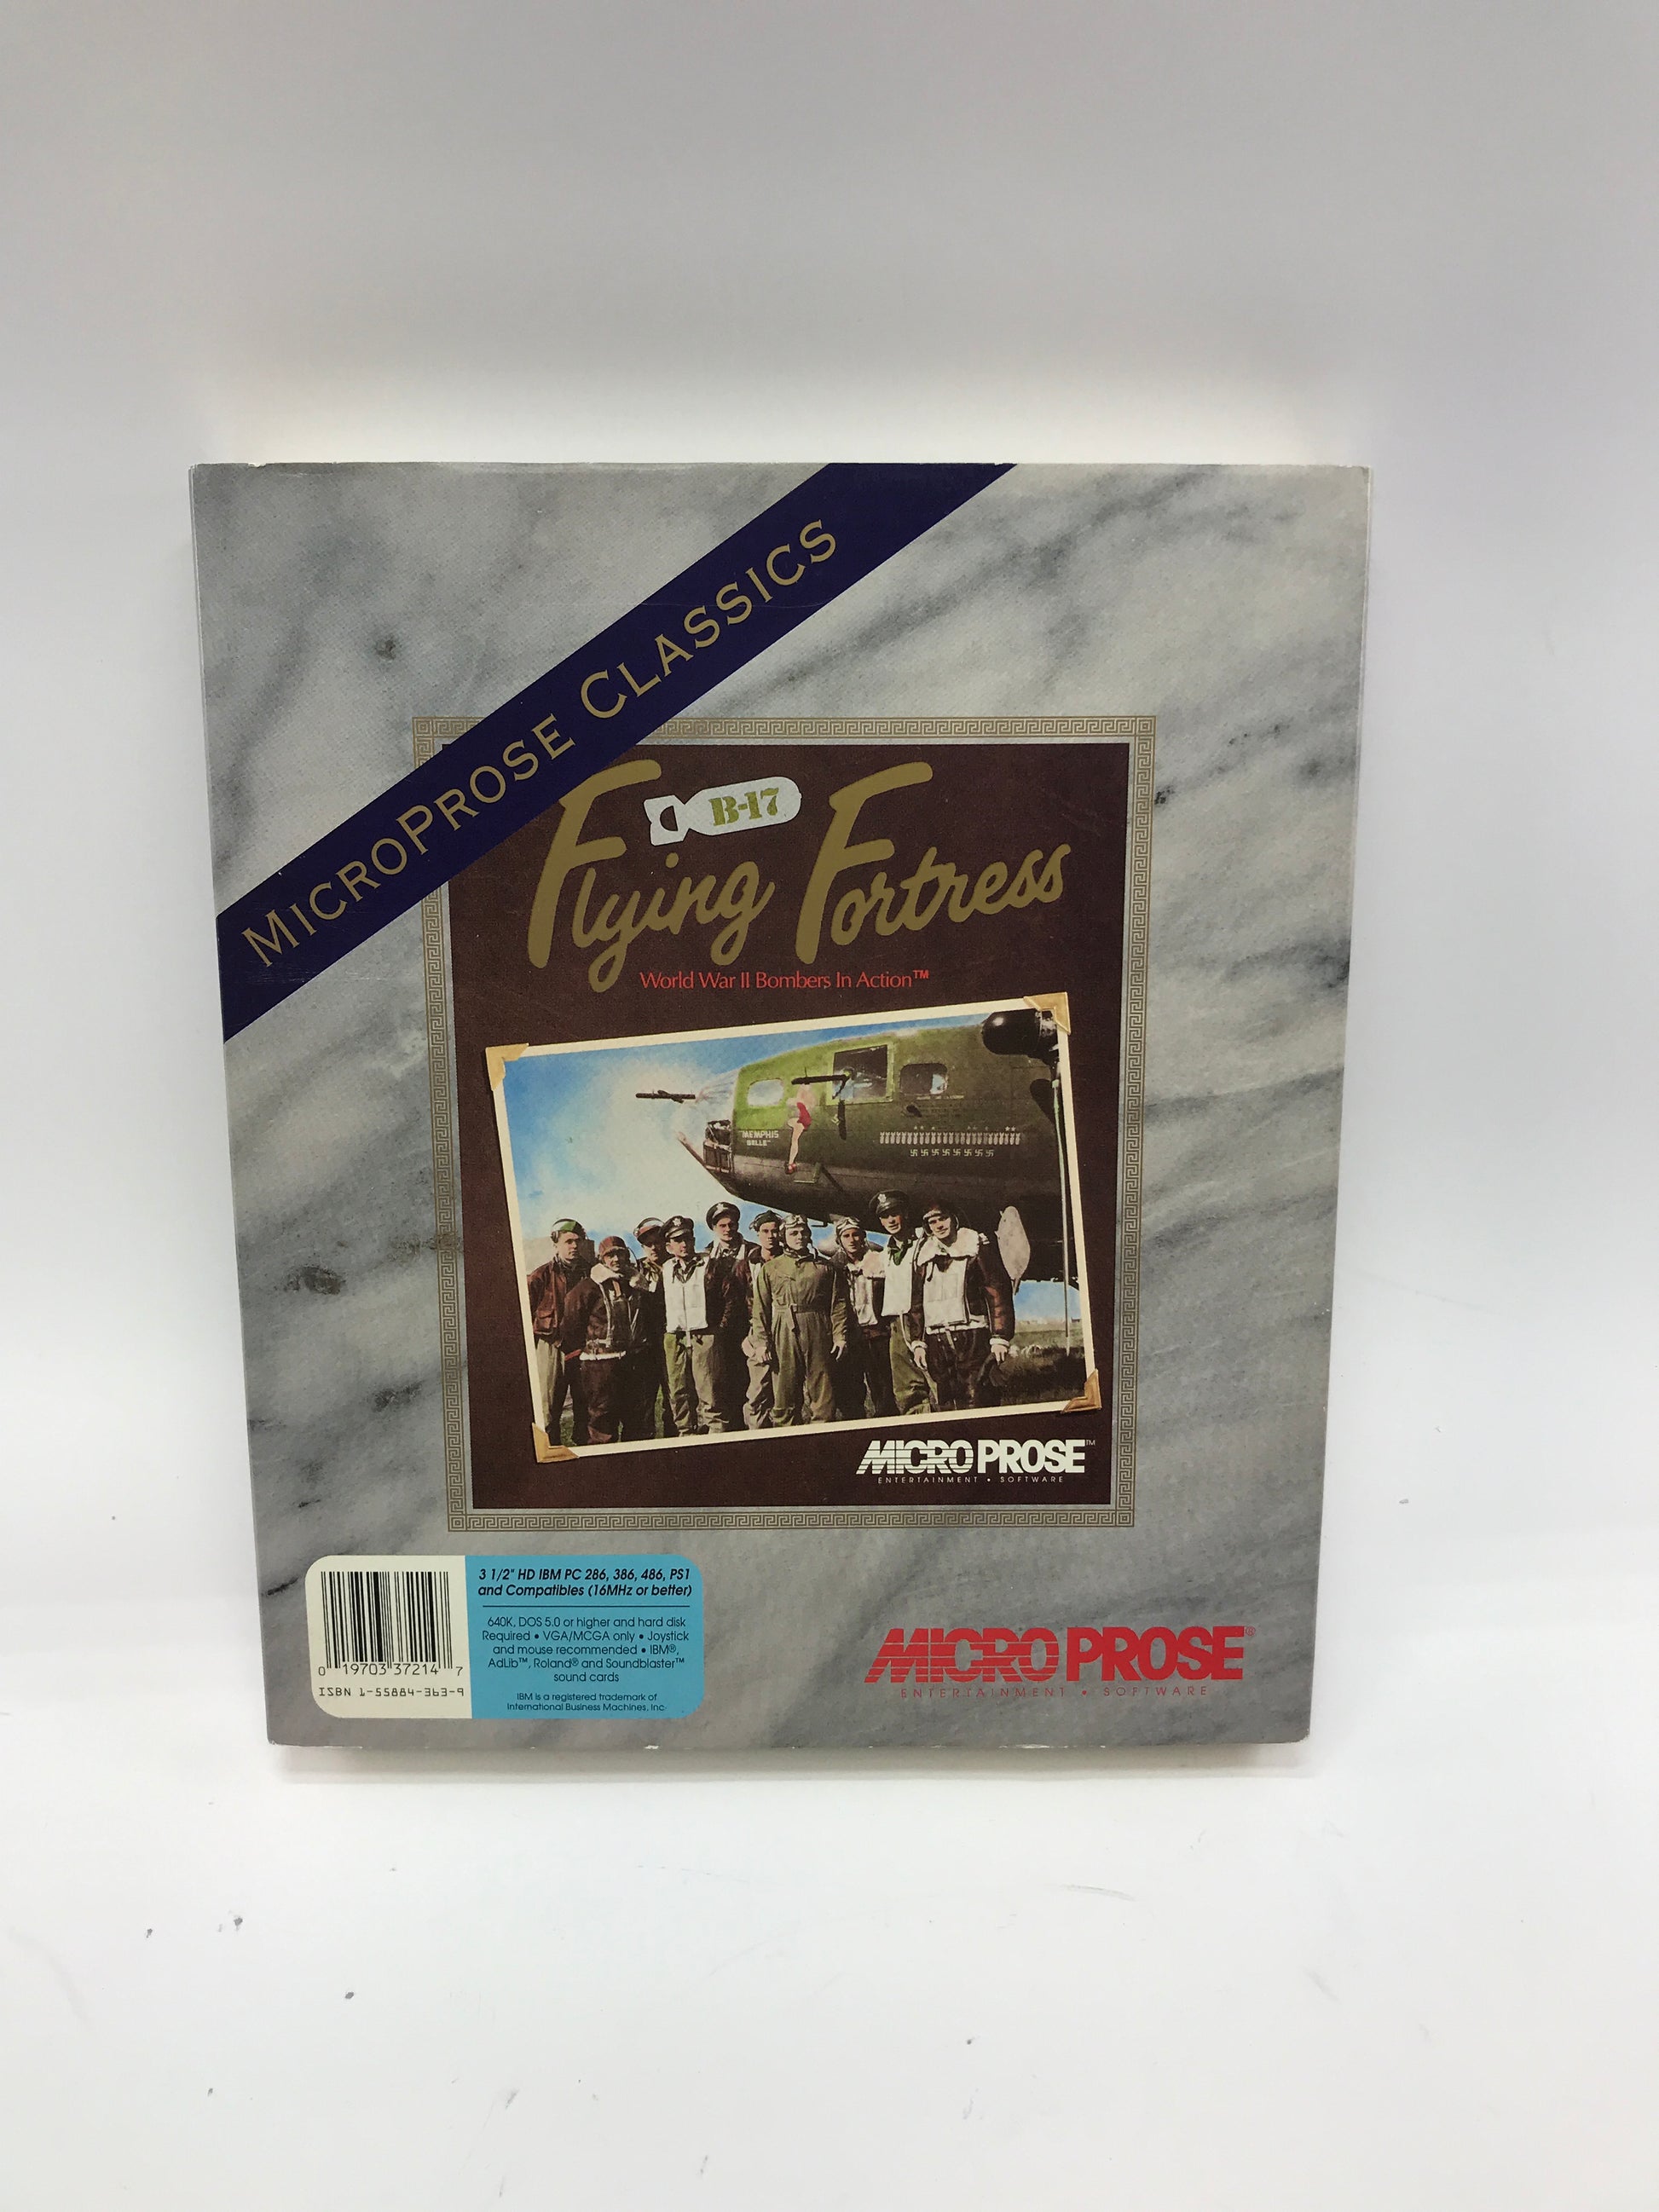 MICROPROSE CLASSICS
B-17
Flying Fortress
World War II Bombers In Action™
MEMPHIS
BELLE
MICROPROSE™
ENTERTAINMENT • SOFTWARE
3 1/2" HD IBM PC 286, 386, 486, PS1
and Compatibles (16MHz or better)
640K, DOS 5.0 or higher and hard disk
Required • VGA/MCGA only • Joystick
and mouse recommended • IBM®,
AdLib™, Roland® and Soundblaster™
sound cards
IBM is a registered trademark of
International Business Machines, Inc.
0 19703 37214 7
ISBN 1-55884-363-9
MICROPROSE®
ENTERTAINMENT • SOFTWARE